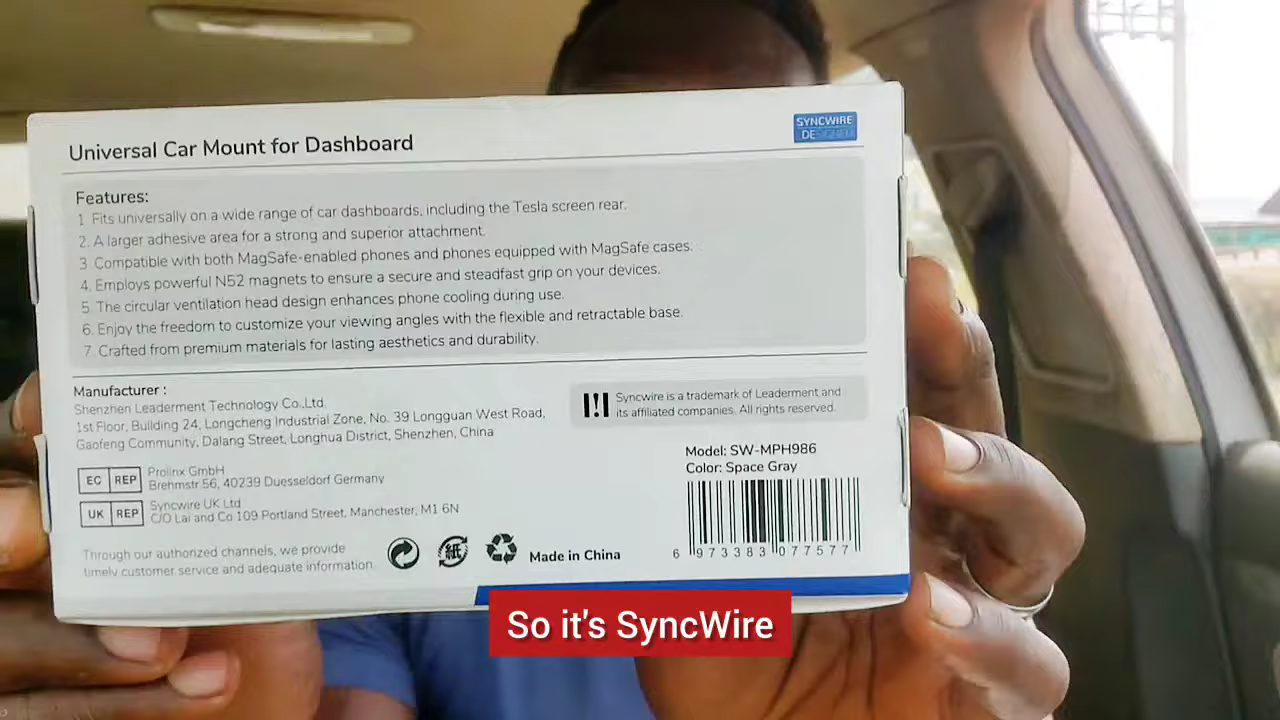 Universal Car Mount for Dashboard
SYNCWIRE
DESIGNED
Features:
1 Fits universally on a wide range of car dashboards, including the Tesla screen rear.
2. A larger adhesive area for a strong and superior attachment.
3. Compatible with both MagSafe-enabled phones and phones equipped with MagSafe cases.
4. Employs powerful N52 magnets to ensure a secure and steadfast grip on your devices.
5. The circular ventilation head design enhances phone cooling during use.
6. Enjoy the freedom to customize your viewing angles with the flexible and retractable base.
7. Crafted from premium materials for lasting aesthetics and durability.
Manufacturer :
Shenzhen Leaderment Technology Co.,Ltd.
1st Floor, Building 24, Longcheng Industrial Zone, No. 39 Longguan West Road,
Gaofeng Community, Dalang Street, Longhua District, Shenzhen, China
Syncwire is a trademark of Leaderment and
its affiliated companies. All rights reserved.
EC REP
Prolinx GmbH
Brehmstr.56, 40239 Duesseldorf Germany
UK REP
Syncwire UK Ltd
C/O Lai and Co 109 Portland Street, Manchester, M1 6N
Model: SW-MPH986
Color: Space Gray
6 973383 077577
Through our authorized channels, we provide
timely customer service and adequate information.
紙
Made in China
So it's SyncWire